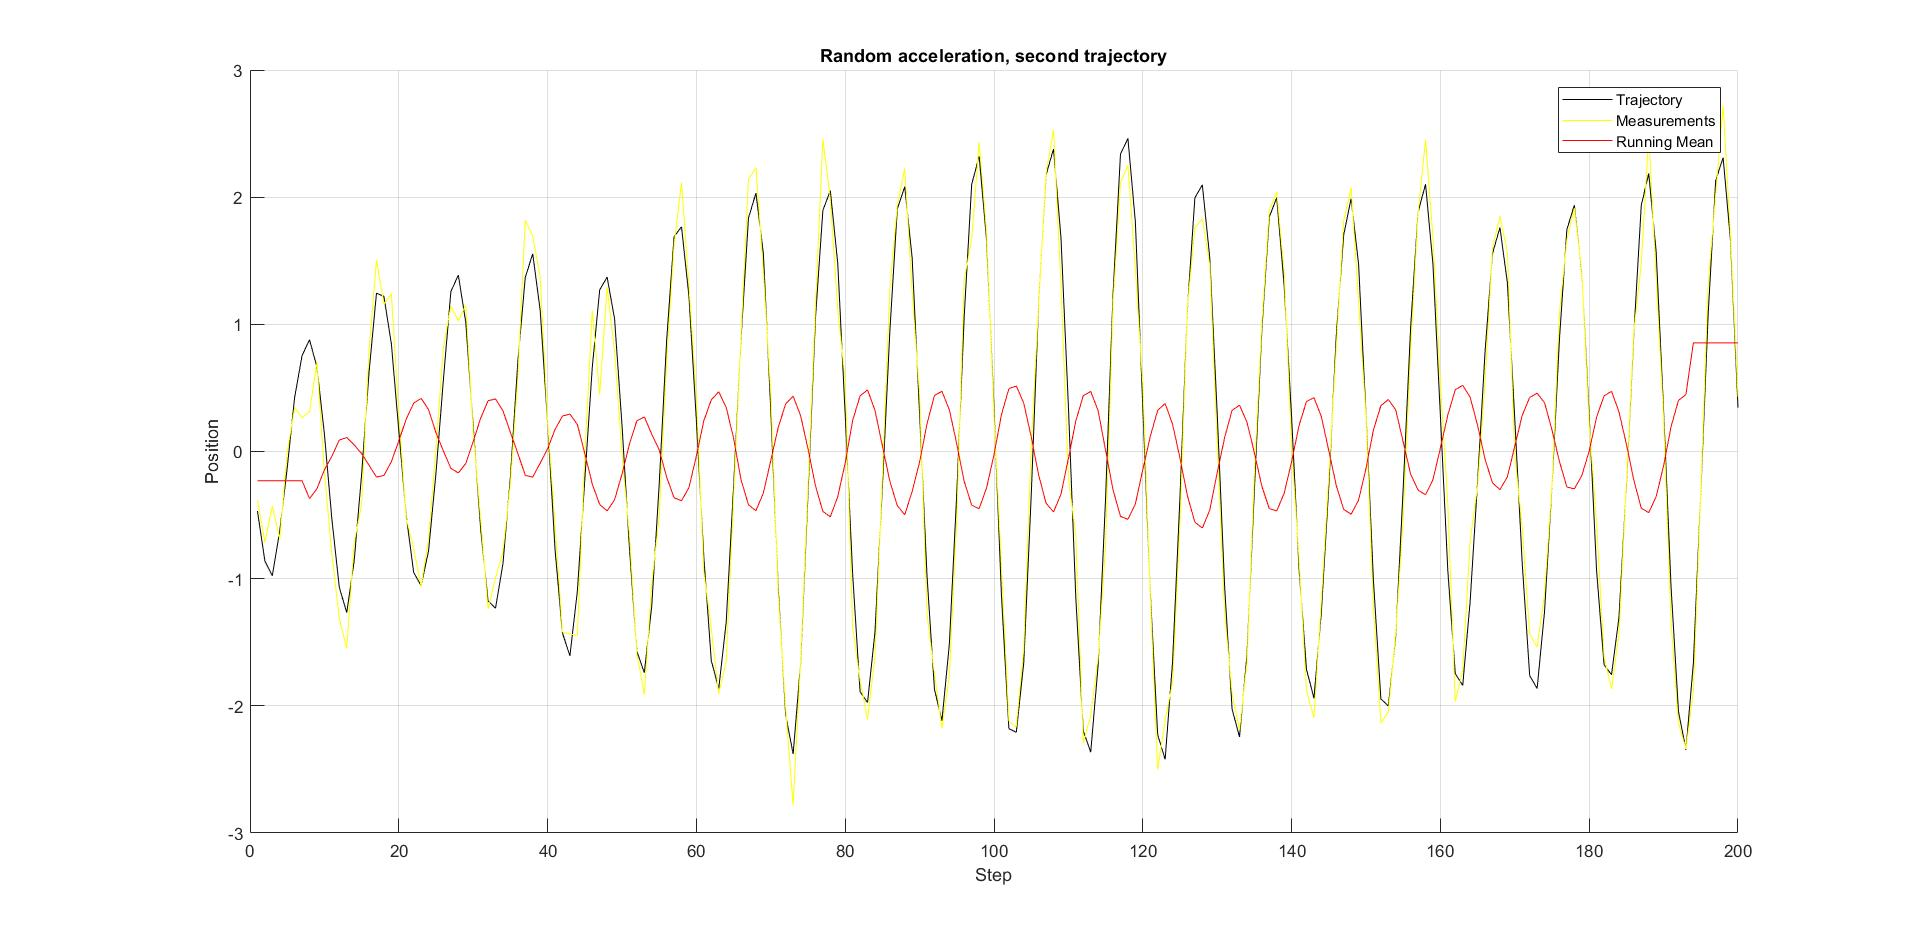 Random acceleration, second trajectory
3
2
1
0
-1
-2
-3
Position
Trajectory
Measurements
Running Mean
0 20 40 60 80 100 120 140 160 180 200
Step